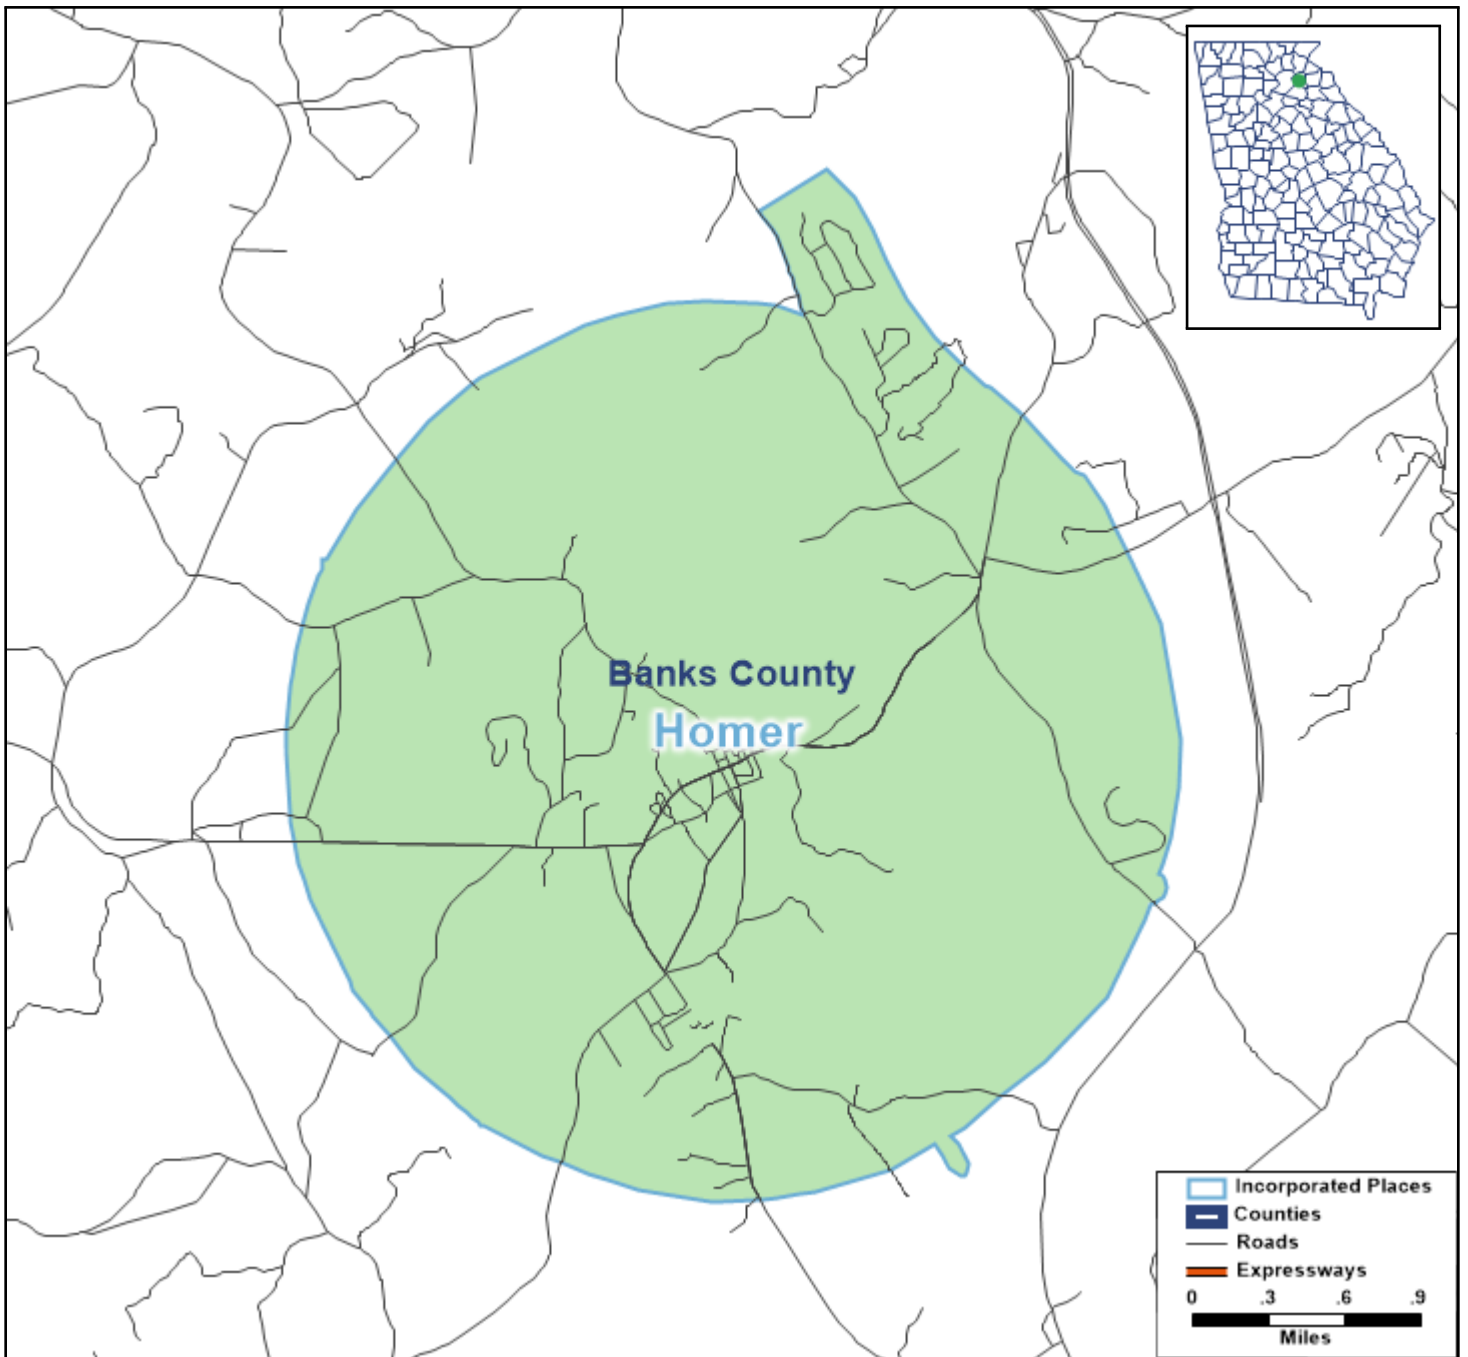 Banks County
Homer
Incorporated Places
Counties
Roads
Expressways
0 .3 .6 .9
Miles